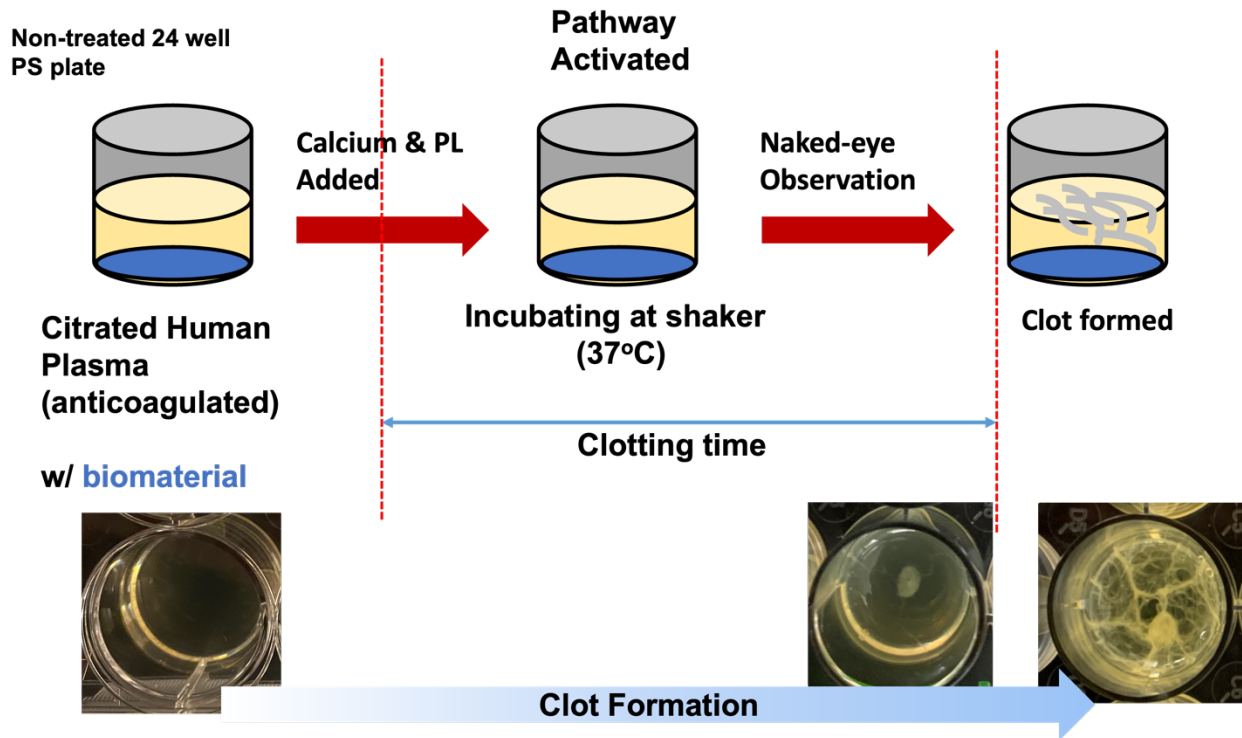 Non-treated 24 well
PS plate
Pathway
Activated
Calcium & PL
Added
Naked-eye
Observation
Citrated Human
Plasma
(anticoagulated)
Incubating at shaker
(37ºC)
Clot formed
Clotting time
w/ biomaterial
D5
Clot Formation